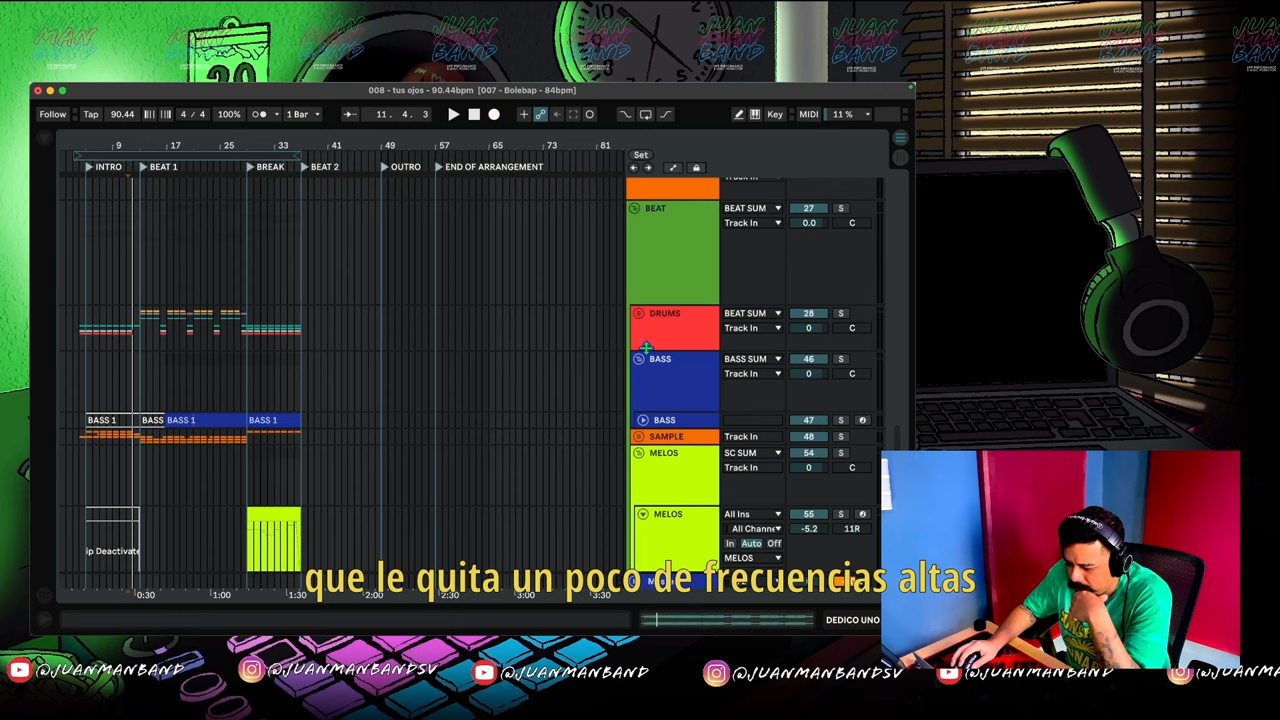 JUAN MAN BAND
20
008 - tus ojos - 90.44bpm [007 - Bolebap - 84bpm]
Follow Tap 90.44 4 / 4 100% 1 Bar 11. 4. 3 Key MIDI 11 %
9 17 25 33 41 49 57 65 73 81
Set
INTRO BEAT 1 BREAK BEAT 2 OUTRO END OF ARRANGEMENT
BEAT BEAT SUM 27 S
Track In 0.0 C
DRUMS BEAT SUM 28 S
Track In 0 C
BASS BASS SUM 46 S
Track In 0 C
BASS 1 BASS BASS 1 BASS 1 BASS 47 S
SAMPLE Track In 48 S
MELOS SC SUM 54 S
Track In 0 C
MELOS All Ins 55 S
All Channe -5.2 11R
In Auto Off
ip Deactivate MELOS
que le quita un poco de frecuencias altas
0:30 1:00 1:30 2:30 3:00 3:30
DEDICO UNO
@JUANMANBAND @JUANMANBANDSV @JUANMANBAND @JUANMANBANDSV @JUANMANBAND